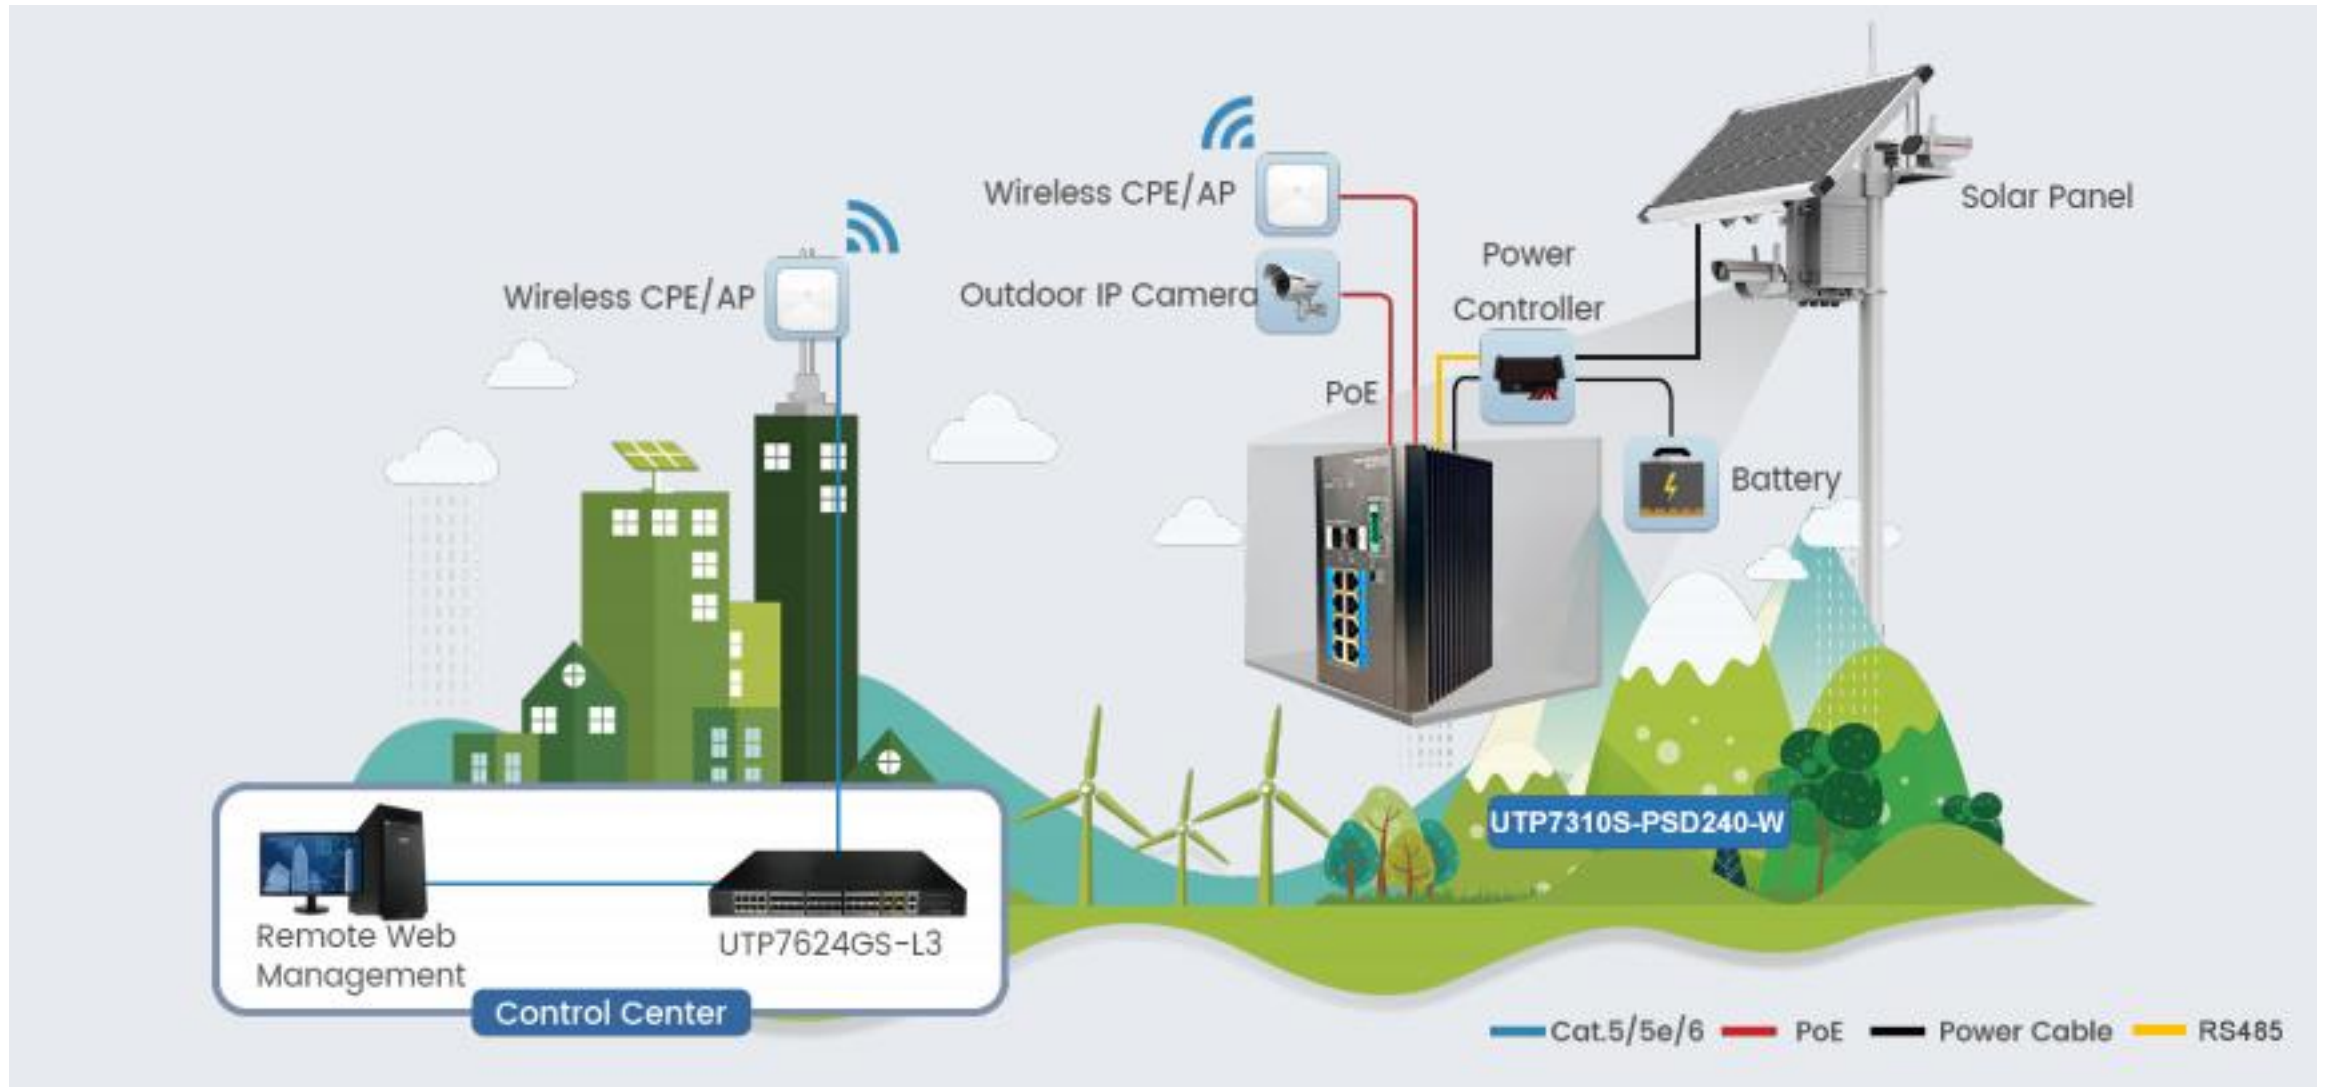 Wireless CPE/AP
Solar Panel
Power
Controller
Wireless CPE/AP
Outdoor IP Camera
PoE
Battery
UTP7310S-PSD240-W
Remote Web
Management
UTP7624GS-L3
Control Center
Cat.5/5e/6 PoE Power Cable RS485